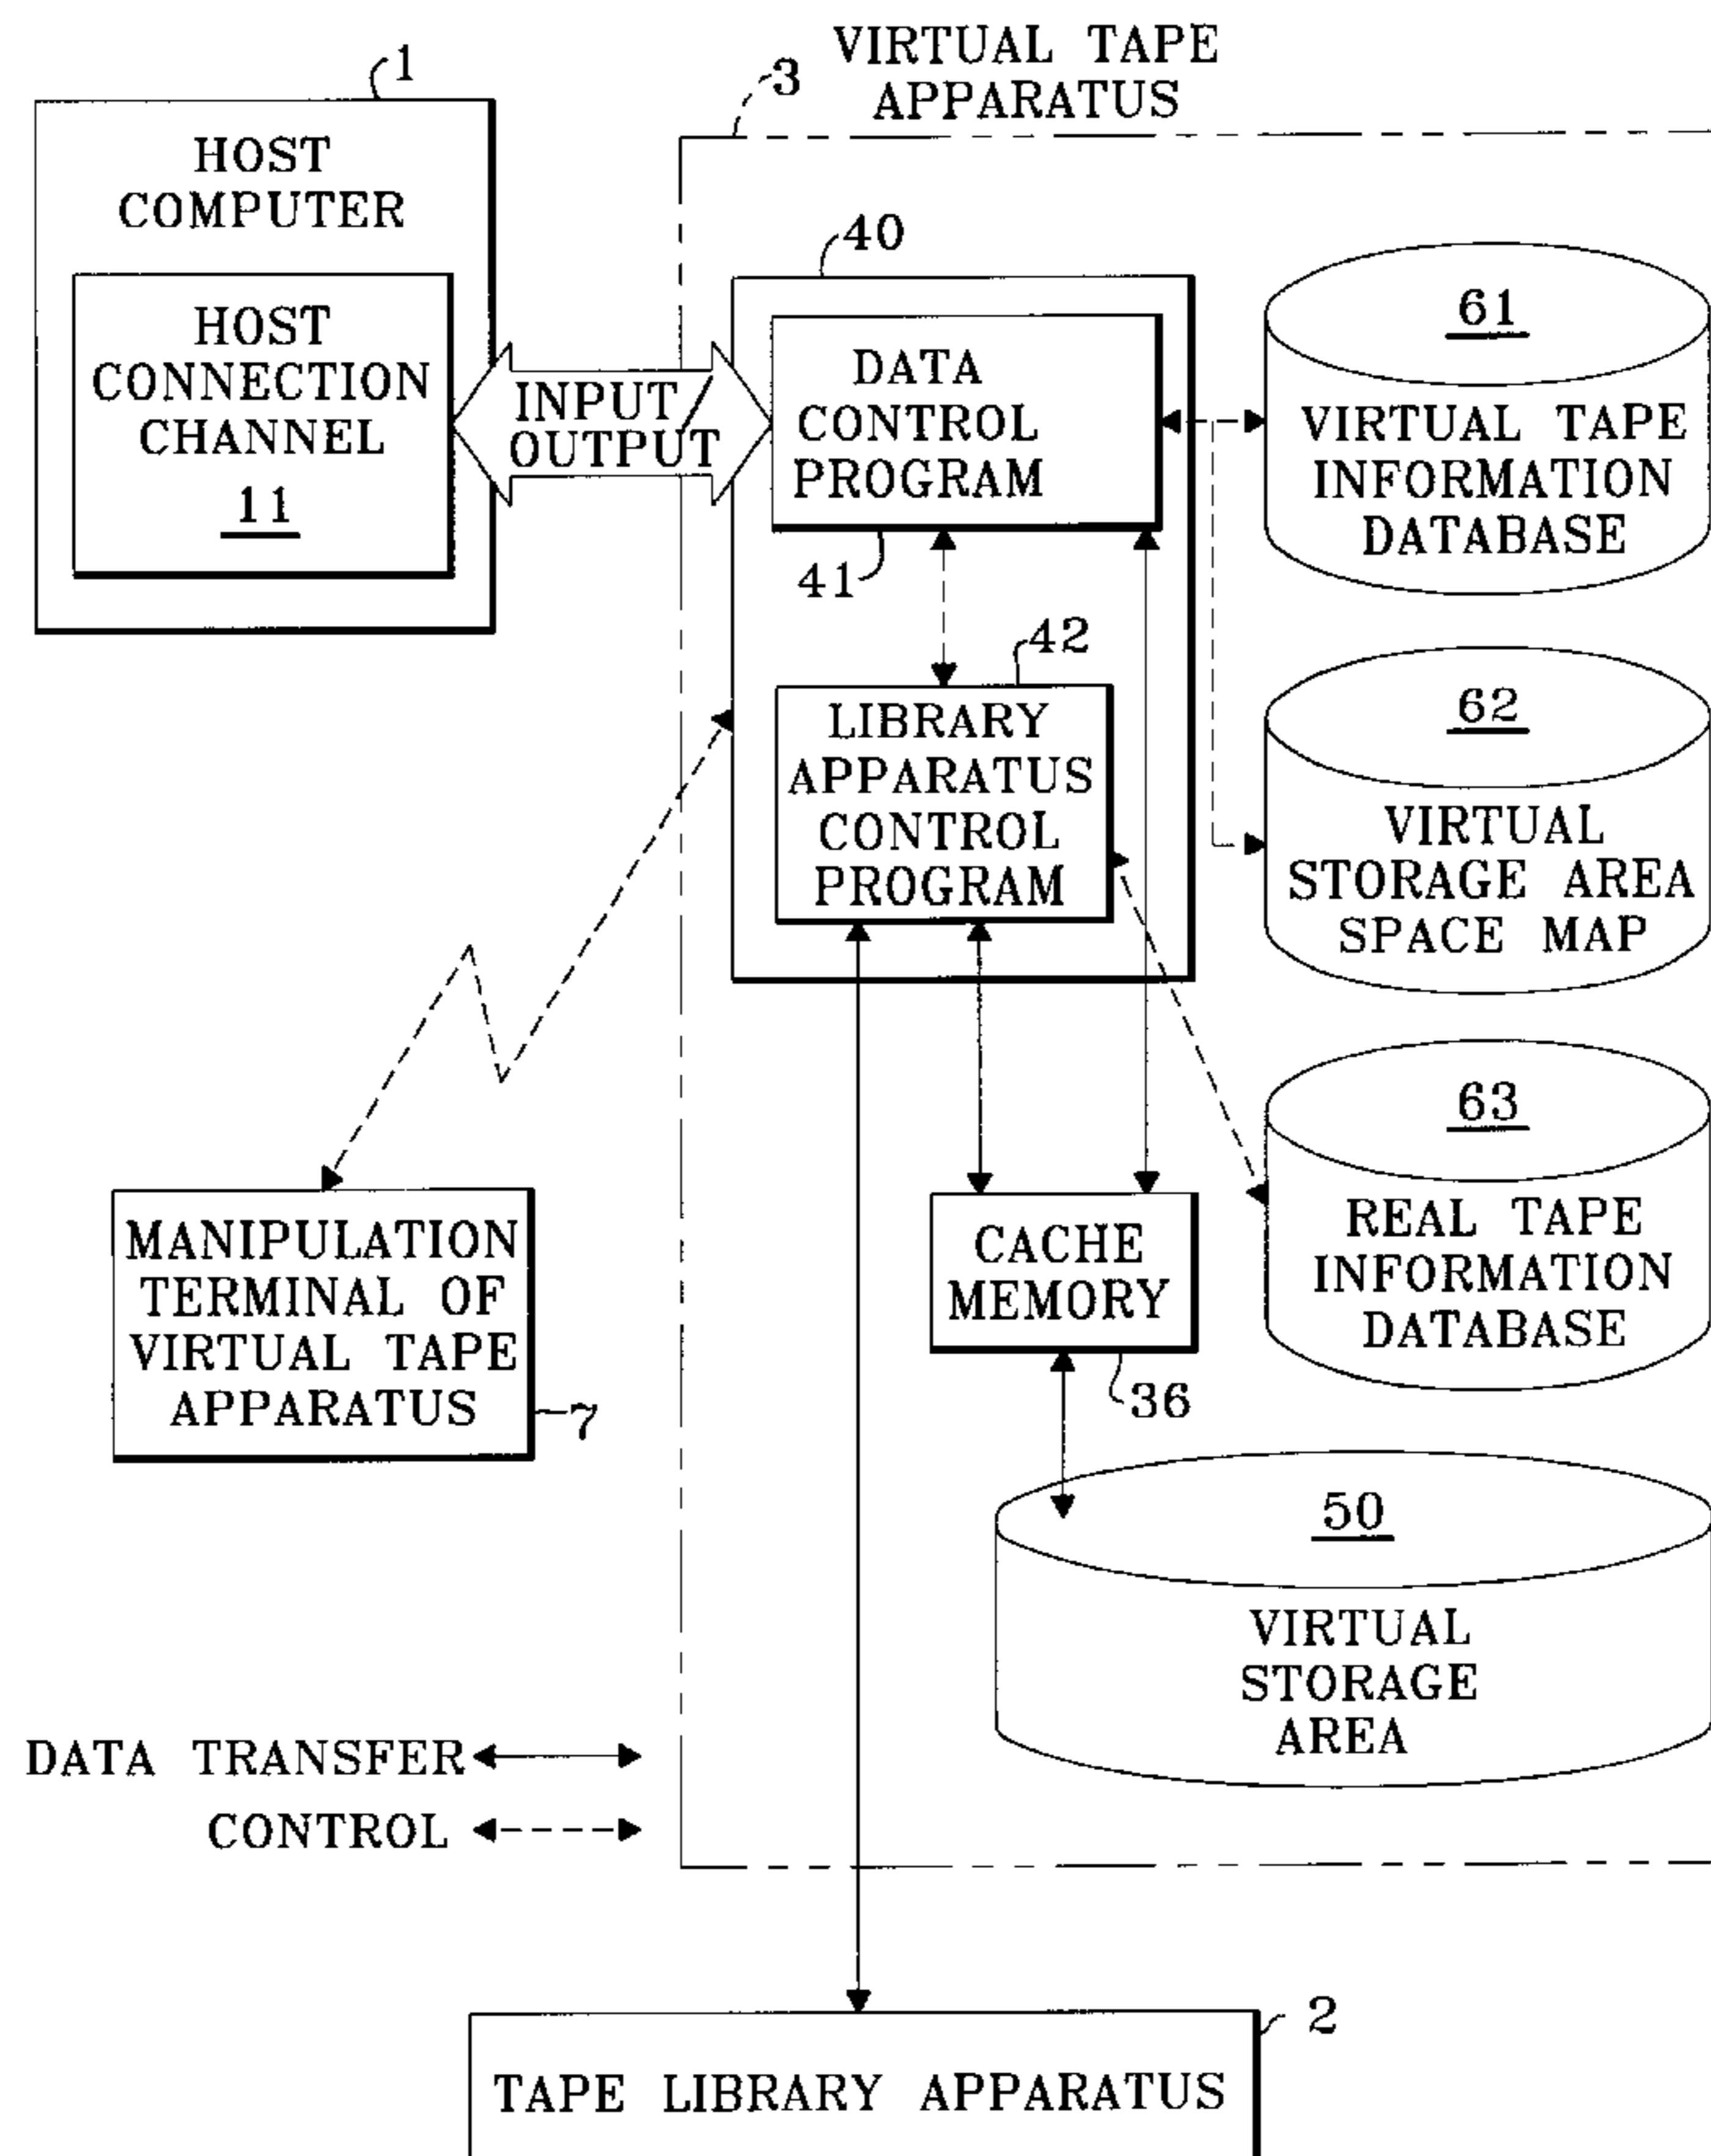 1
HOST
COMPUTER
HOST
CONNECTION
CHANNEL
11
VIRTUAL TAPE
APPARATUS
3
INPUT /
OUTPUT
40
DATA
CONTROL
PROGRAM
41
42
LIBRARY
APPARATUS
CONTROL
PROGRAM
61
VIRTUAL TAPE
INFORMATION
DATABASE
62
VIRTUAL
STORAGE AREA
SPACE MAP
63
REAL TAPE
INFORMATION
DATABASE
MANIPULATION
TERMINAL OF
VIRTUAL TAPE
APPARATUS
7
CACHE
MEMORY
36
50
VIRTUAL
STORAGE
AREA
DATA TRANSFER
CONTROL
2
TAPE LIBRARY APPARATUS